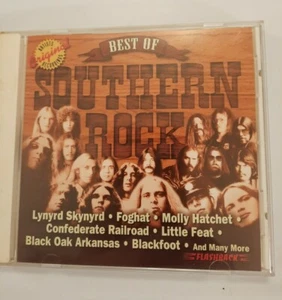 BEST OF
Original
SOUTHERN
ROCK
Lynyrd Skynyrd • Foghat • Molly Hatchet
Confederate Railroad • Little Feat •
Black Oak Arkansas • Blackfoot • And Many More
FLASHBACK